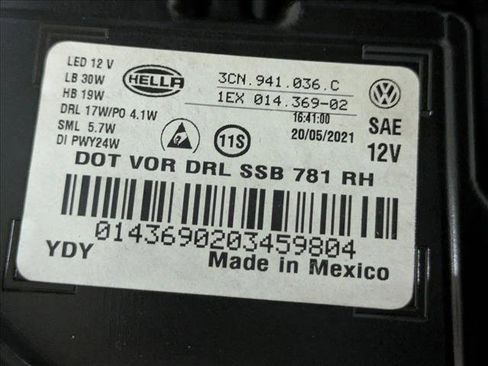 LED 12 V
LB 30W
HB 19W
DRL 17W/PO 4.1W
SML 5.7W
DI PWY24W
HELLA
3CN.941.036.C
1EX 014.369-02
16:41:00
20/05/2021
11S
SAE
12V
DOT VOR DRL SSB 781 RH
0143690203459804
YDY
Made in Mexico